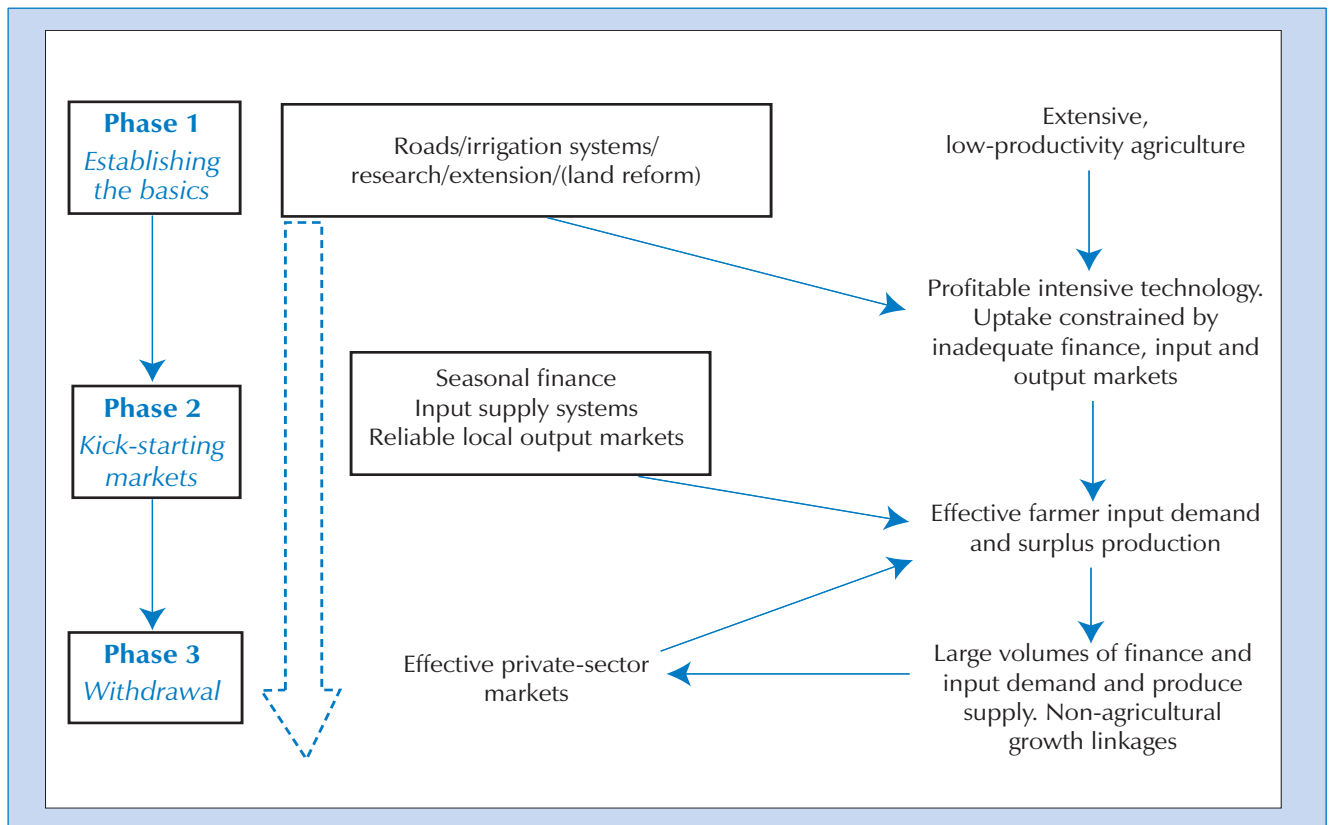 Phase 1
Establishing
the basics
Roads/irrigation systems/
research/extension/(land reform)
Extensive,
low-productivity agriculture
Profitable intensive technology.
Uptake constrained by
inadequate finance, input and
output markets
Phase 2
Kick-starting
markets
Seasonal finance
Input supply systems
Reliable local output markets
Effective farmer input demand
and surplus production
Phase 3
Withdrawal
Effective private-sector
markets
Large volumes of finance and
input demand and produce
supply. Non-agricultural
growth linkages